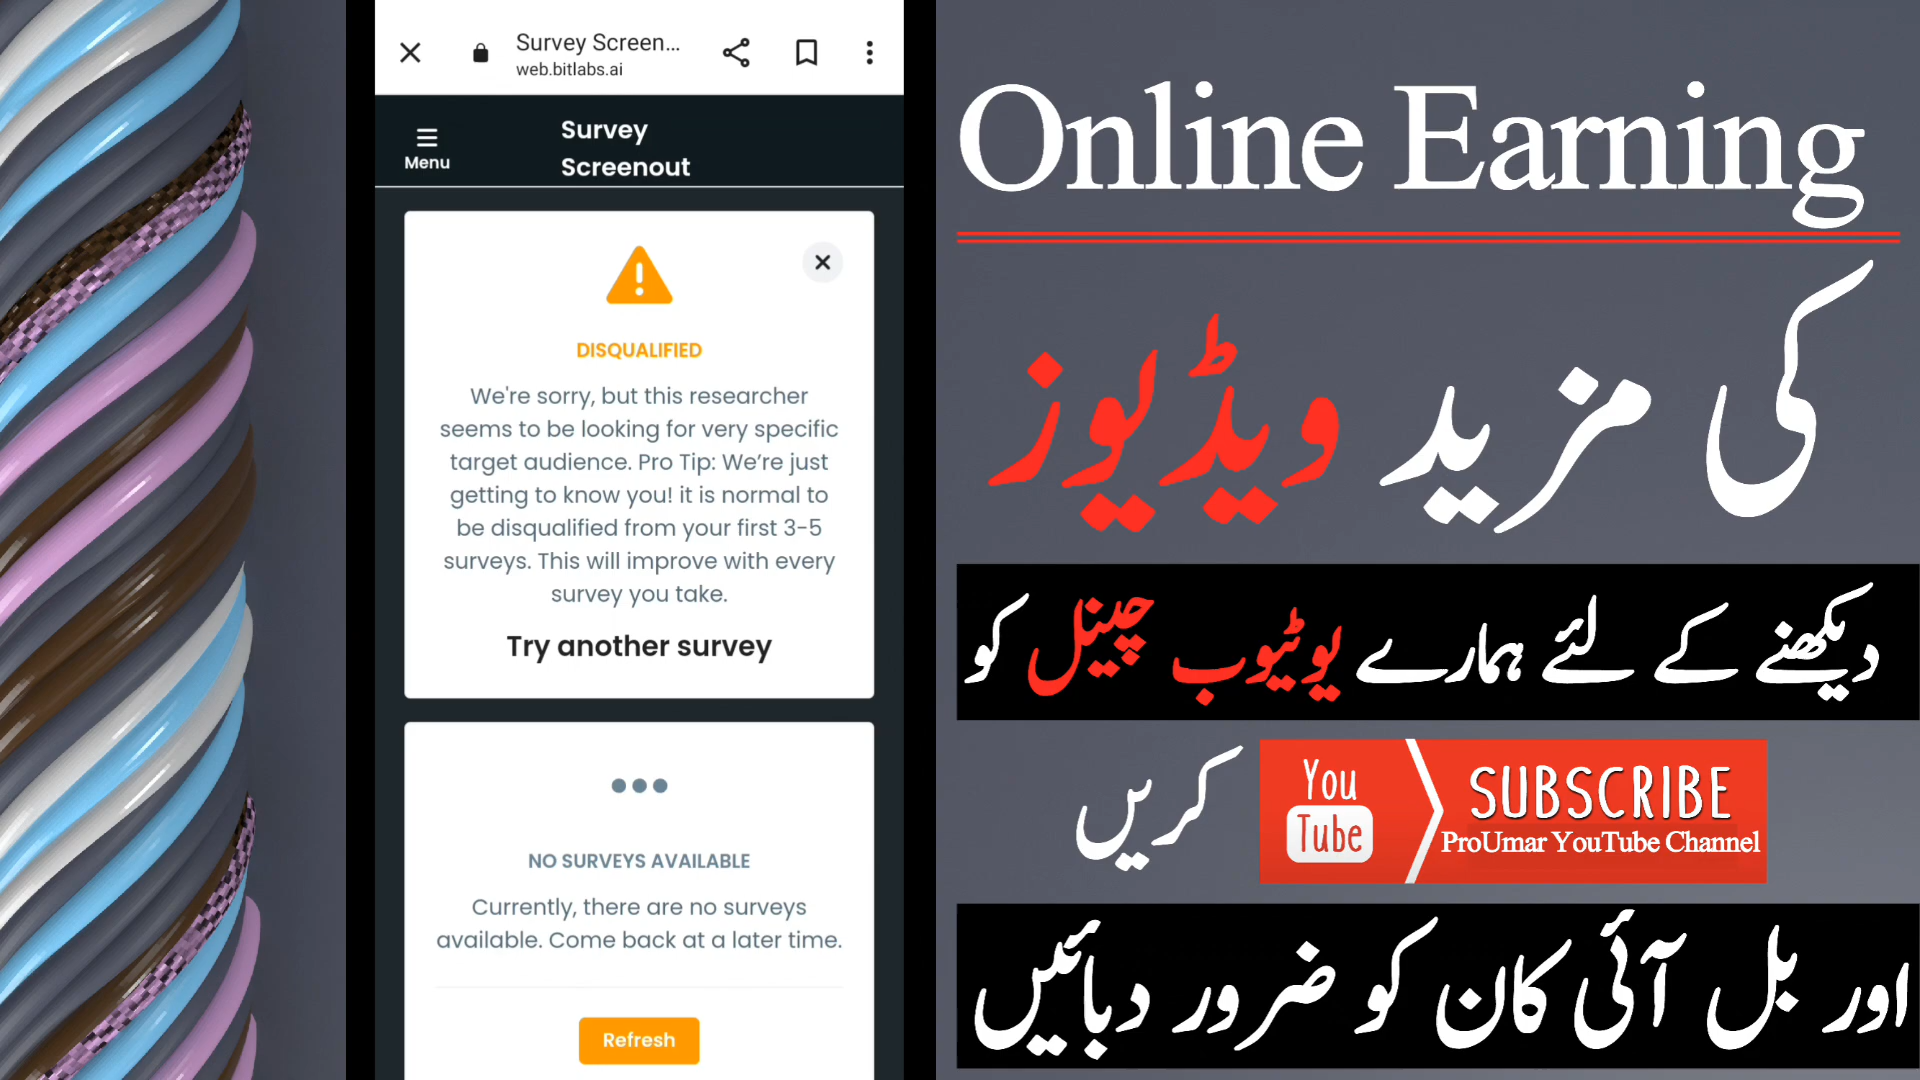 Survey Screen...
web.bitlabs.ai
Menu
Survey
Screenout
DISQUALIFIED
We're sorry, but this researcher
seems to be looking for very specific
target audience. Pro Tip: We’re just
getting to know you! it is normal to
be disqualified from your first 3-5
surveys. This will improve with every
survey you take.
Try another survey
NO SURVEYS AVAILABLE
Currently, there are no surveys
available. Come back at a later time.
Refresh
Online Earning
کی مزید ویڈیوز
دیکھنے کے لئے ہمارے یوٹیوب چینل کو
You
Tube
SUBSCRIBE
ProUmar YouTube Channel
کریں
اور بل آئی کان کو ضرور دبائیں